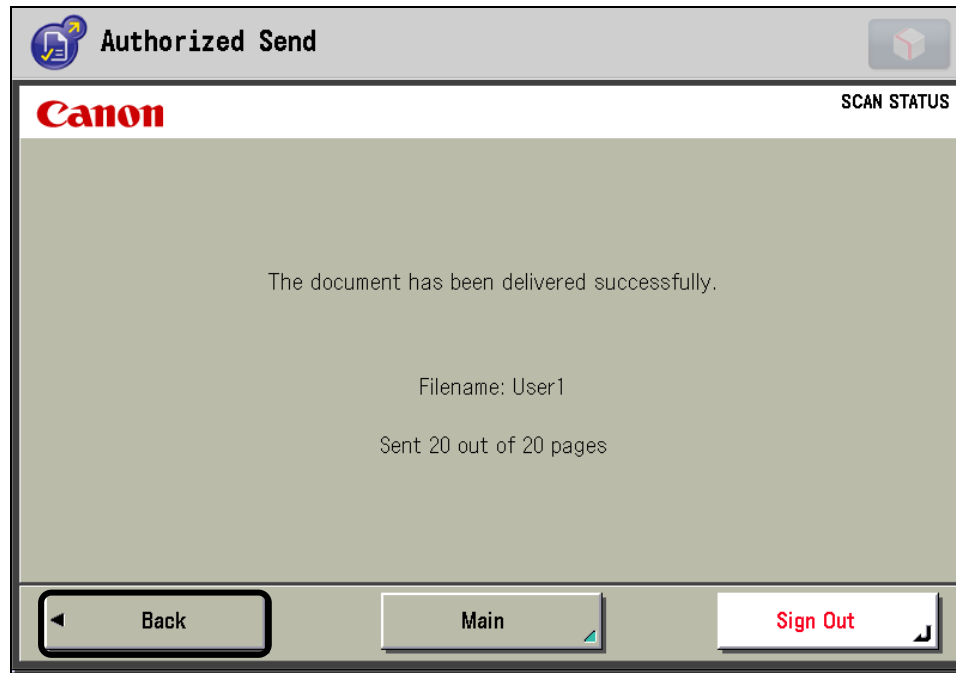 Authorized Send
Canon
SCAN STATUS
The document has been delivered successfully.
Filename: User1
Sent 20 out of 20 pages
Back
Main
Sign Out